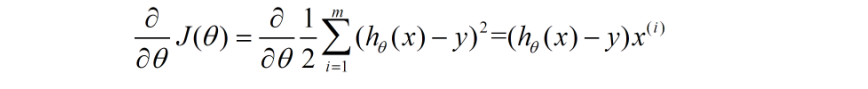 ∂/∂θ J(θ) = ∂/∂θ 1/2 ∑_{i=1}^{m} (h_θ(x) − y)²=(h_θ(x) − y)x^{(i)}